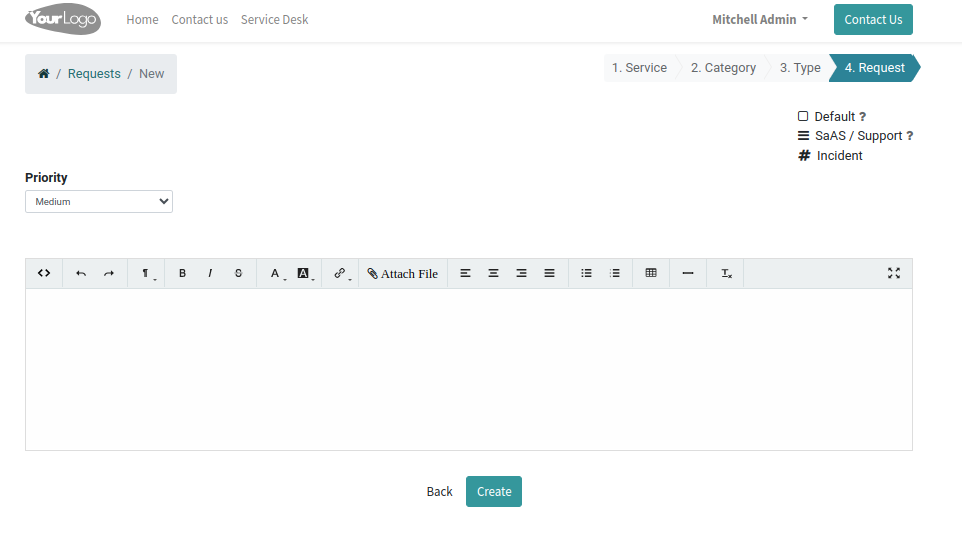 YourLogo Home Contact us Service Desk Mitchell Admin Contact Us
/ Requests / New 1. Service 2. Category 3. Type 4. Request
Default ?
SaAS / Support ?
# Incident
Priority
Medium
<> ¶ B I S A A Attach File Tx
Back Create